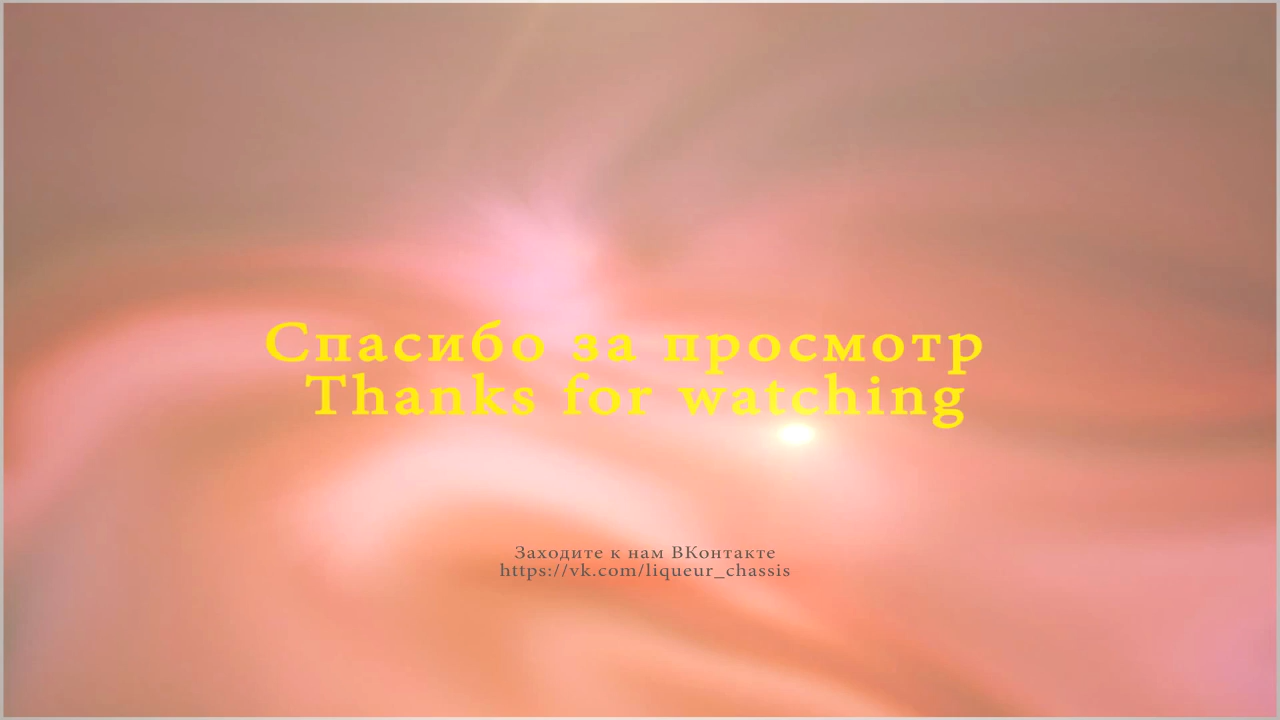 Спасибо за просмотр
Thanks for watching
Заходите к нам ВКонтакте
https://vk.com/liqueur_chassis